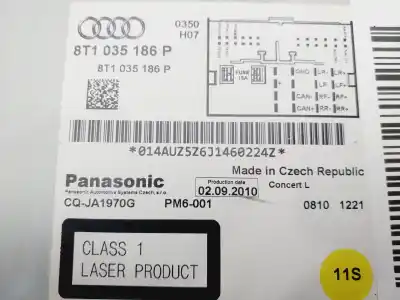 0350
H07
8T1 035 186 P
8T1 035 186 P
FUSE
15A
GND
LR-
LR+
LF-
LF+
CAN-
RR-
RR+
CAN+
*014AUZ5Z6J1460224Z*
Made in Czech Republic
Panasonic
Panasonic Automotive Systems Czech, s.r.o.
Production date
02.09.2010
Concert L
CQ-JA1970G
PM6-001
0810 1221
CLASS 1
LASER PRODUCT
11S